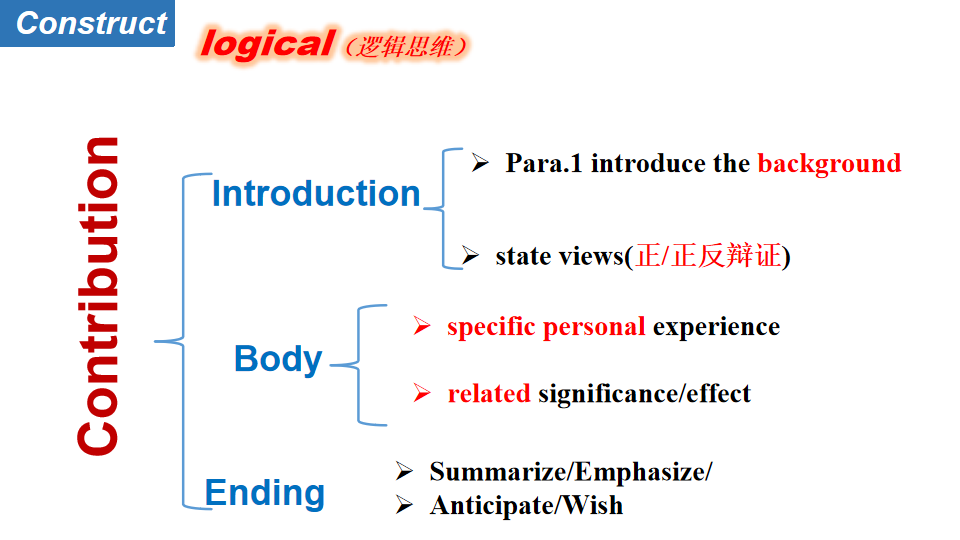 Construct
logical（逻辑思维）
Contribution
Introduction
➢ Para.1 introduce the background
➢ state views(正/正反辩证)
Body
➢ specific personal experience
➢ related significance/effect
Ending
➢ Summarize/Emphasize/
➢ Anticipate/Wish